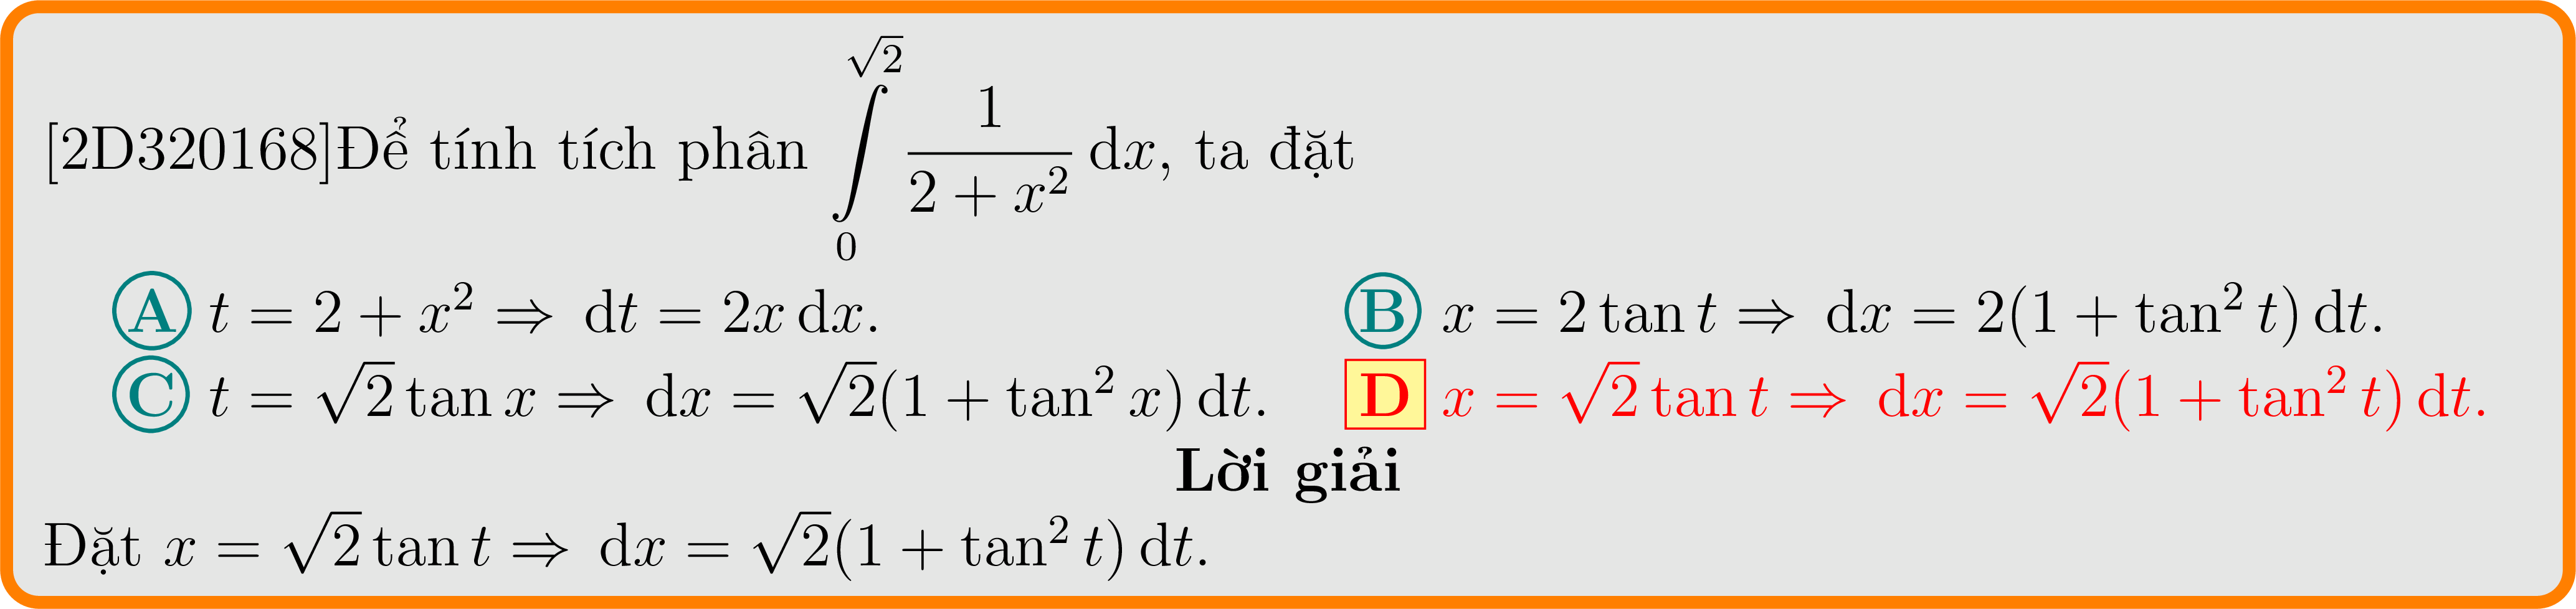 [2D320168]Để tính tích phân $\int\limits_0^{\sqrt{2}} \frac{1}{2+x^2}\,\mathrm{d}x$, ta đặt
Ⓐ $t = 2 + x^2 \Rightarrow \mathrm{d}t = 2x\,\mathrm{d}x.$ Ⓑ $x = 2\tan t \Rightarrow \mathrm{d}x = 2(1 + \tan^2 t)\,\mathrm{d}t.$
Ⓒ $t = \sqrt{2}\tan x \Rightarrow \mathrm{d}x = \sqrt{2}(1 + \tan^2 x)\,\mathrm{d}t.$ D $x = \sqrt{2}\tan t \Rightarrow \mathrm{d}x = \sqrt{2}(1 + \tan^2 t)\,\mathrm{d}t.$
Lời giải
Đặt $x = \sqrt{2}\tan t \Rightarrow \mathrm{d}x = \sqrt{2}(1 + \tan^2 t)\,\mathrm{d}t.$